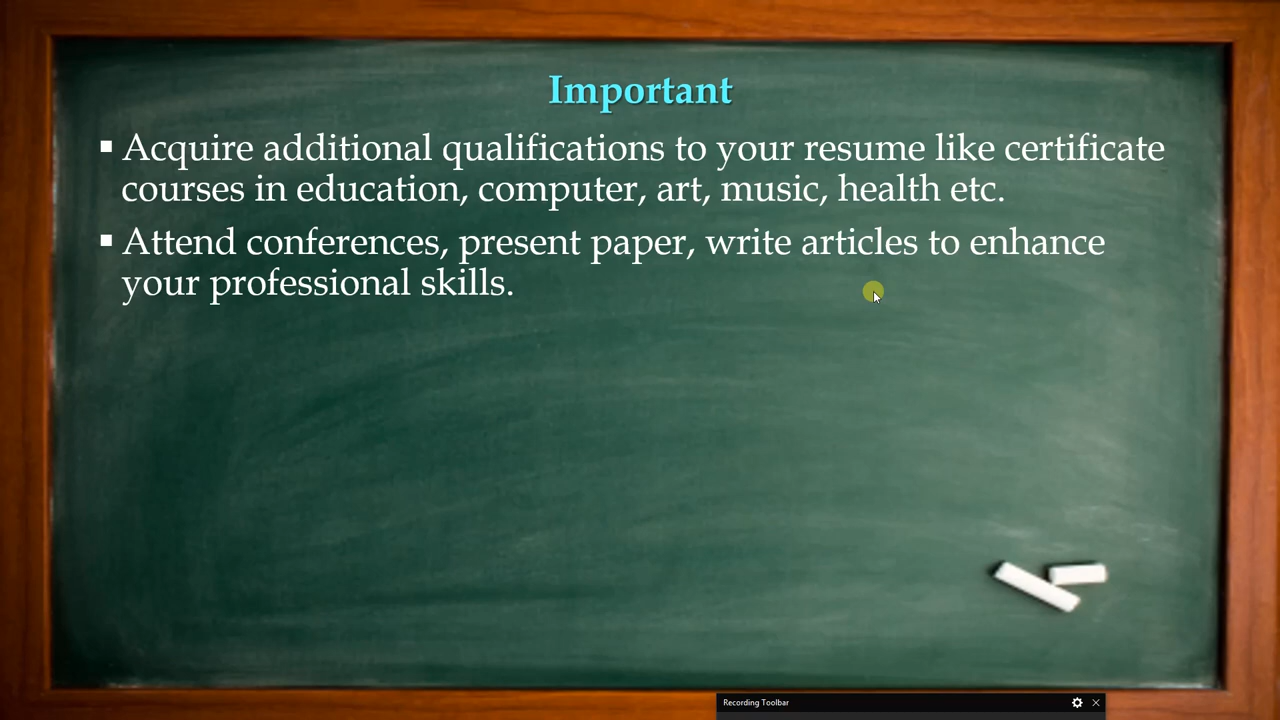 Important
▪ Acquire additional qualifications to your resume like certificate
courses in education, computer, art, music, health etc.
▪ Attend conferences, present paper, write articles to enhance
your professional skills.
Recording Toolbar